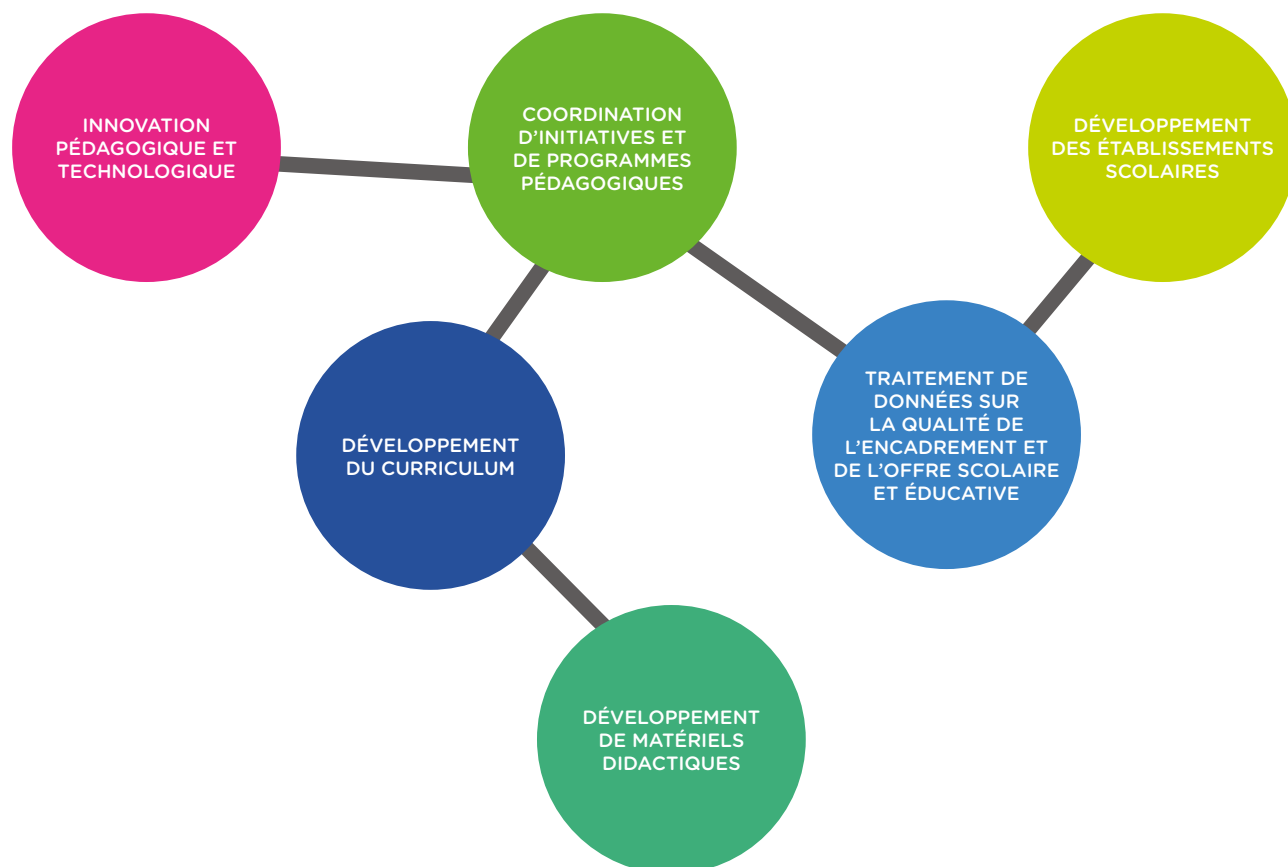 INNOVATION
PÉDAGOGIQUE ET
TECHNOLOGIQUE
COORDINATION
D’INITIATIVES ET
DE PROGRAMMES
PÉDAGOGIQUES
DÉVELOPPEMENT
DES ÉTABLISSEMENTS
SCOLAIRES
DÉVELOPPEMENT
DU CURRICULUM
TRAITEMENT DE
DONNÉES SUR
LA QUALITÉ DE
L’ENCADREMENT ET
DE L’OFFRE SCOLAIRE
ET ÉDUCATIVE
DÉVELOPPEMENT
DE MATÉRIELS
DIDACTIQUES